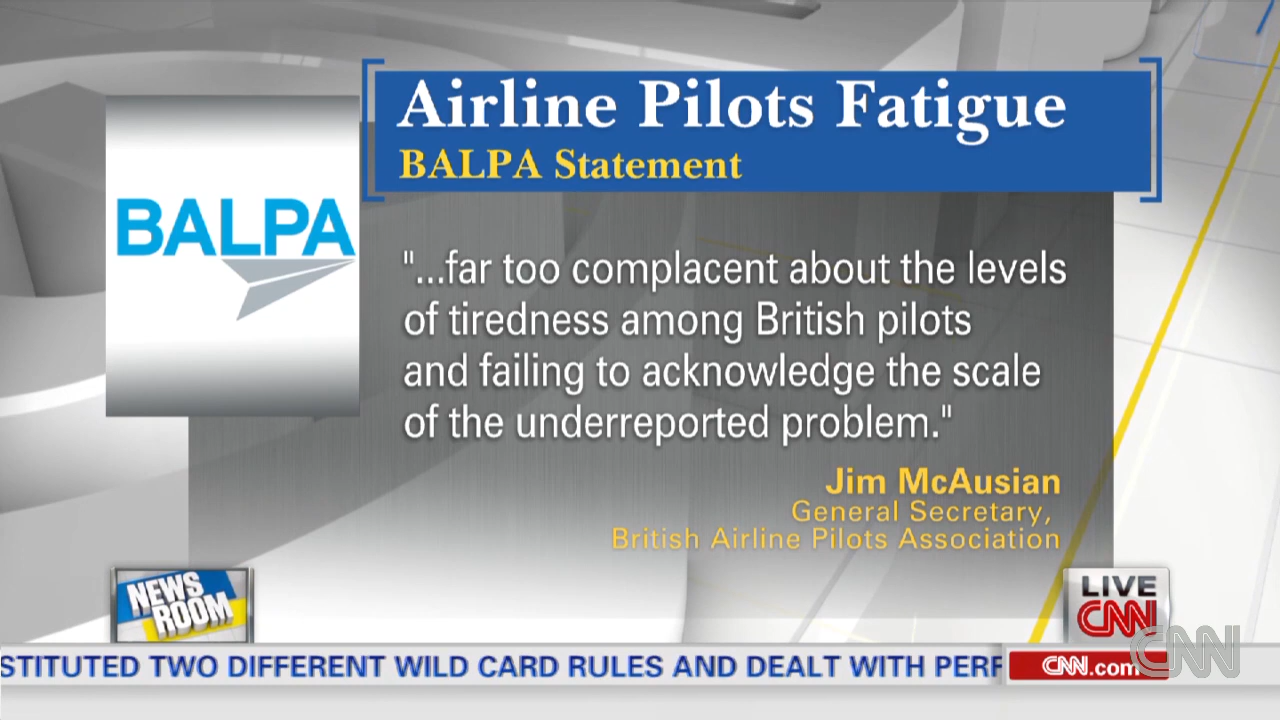 Airline Pilots Fatigue
BALPA Statement
BALPA
"...far too complacent about the levels
of tiredness among British pilots
and failing to acknowledge the scale
of the underreported problem."
Jim McAusian
General Secretary,
British Airline Pilots Association
NEWS
ROOM
LIVE
CNN
CNN
STITUTED TWO DIFFERENT WILD CARD RULES AND DEALT WITH PERF
CNN.com